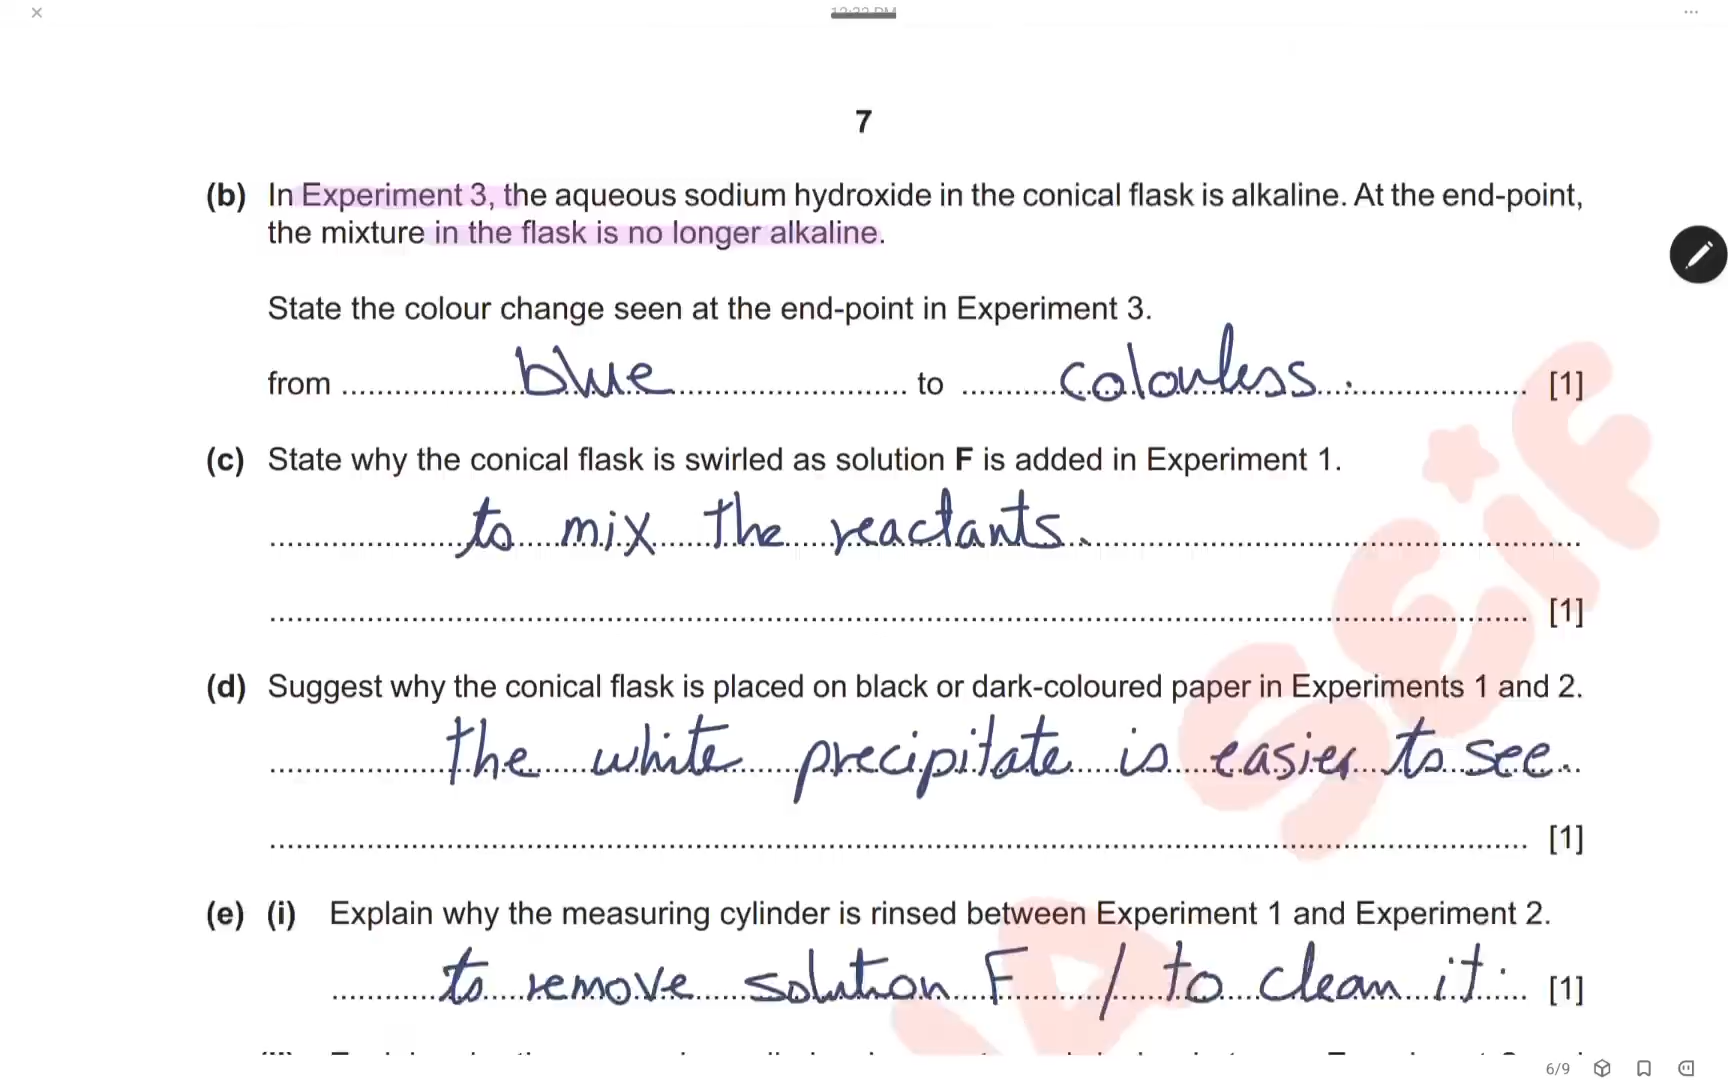 12:22 PM
7
(b) In Experiment 3, the aqueous sodium hydroxide in the conical flask is alkaline. At the end-point,
the mixture in the flask is no longer alkaline.
State the colour change seen at the end-point in Experiment 3.
from blue to colourless. [1]
(c) State why the conical flask is swirled as solution F is added in Experiment 1.
to mix the reactants.
[1]
(d) Suggest why the conical flask is placed on black or dark-coloured paper in Experiments 1 and 2.
the white precipitate is easier to see.
[1]
(e) (i) Explain why the measuring cylinder is rinsed between Experiment 1 and Experiment 2.
to remove solution F / to clean it. [1]
6/9